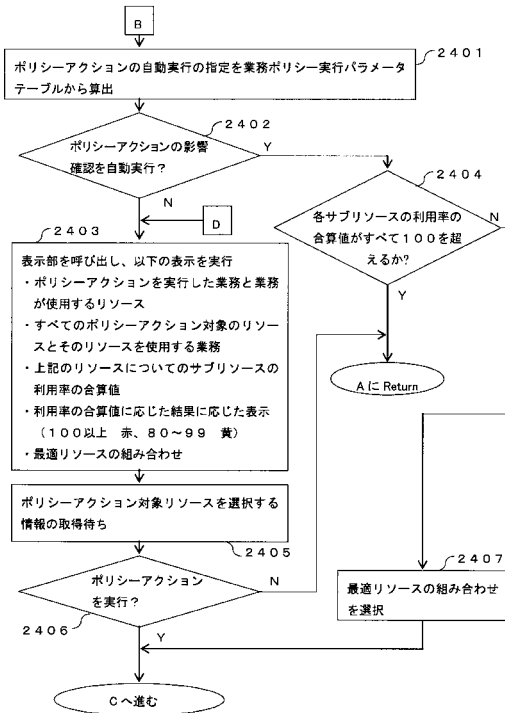 B
2401
ポリシーアクションの自動実行の指定を業務ポリシー実行パラメータ
テーブルから算出
2402
ポリシーアクションの影響
確認を自動実行？
Y
N
D
2404
各サブリソースの利用率の
合算値がすべて１００を超
えるか?
N
Y
AにReturn
2403
表示部を呼び出し、以下の表示を実行
・ポリシーアクションを実行した業務と業務
が使用するリソース
・すべてのポリシーアクション対象のリソー
スとそのリソースを使用する業務
・上記のリソースについてのサブリソースの
利用率の合算値
・利用率の合算値に応じた結果に応じた表示
（１００以上　赤、８０～９９　黄）
・最適リソースの組み合わせ
ポリシーアクション対象リソースを選択する
情報の取得待ち
2405
ポリシーアクション
を実行？
N
2406
Y
2407
最適リソースの組み合わせ
を選択
Cへ進む